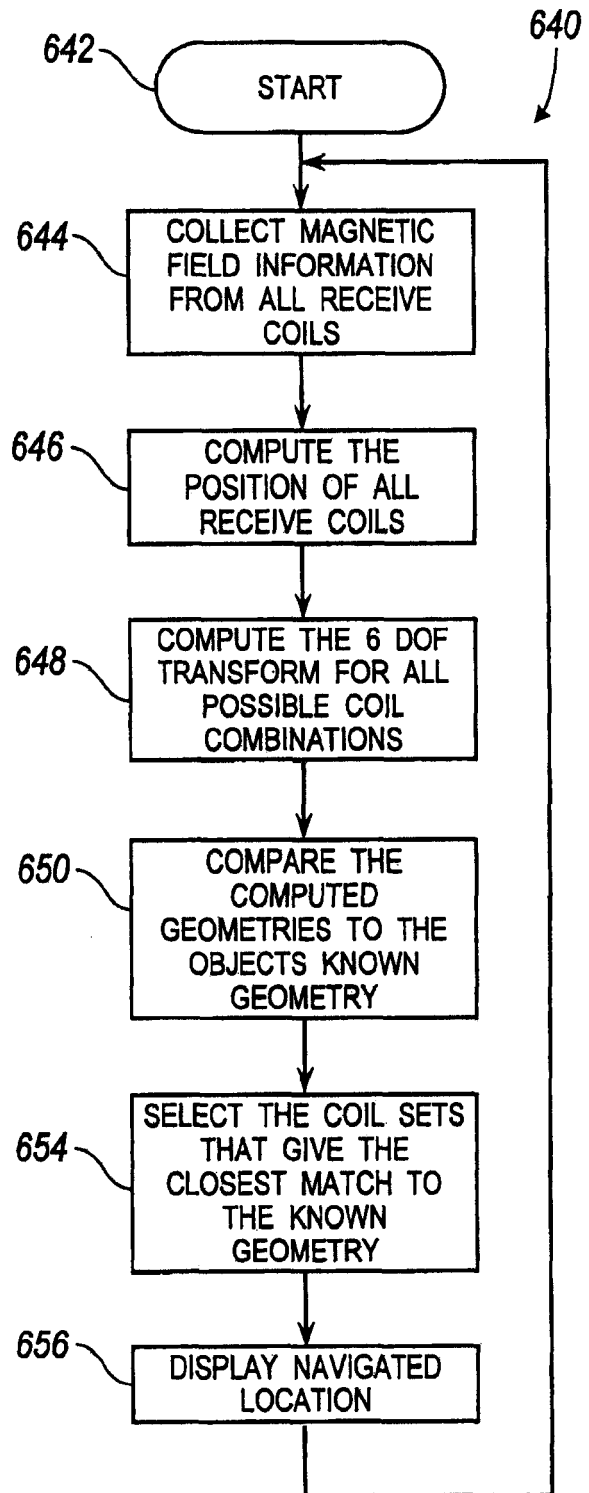 640
642
START
644
COLLECT MAGNETIC
FIELD INFORMATION
FROM ALL RECEIVE
COILS
646
COMPUTE THE
POSITION OF ALL
RECEIVE COILS
648
COMPUTE THE 6 DOF
TRANSFORM FOR ALL
POSSIBLE COIL
COMBINATIONS
650
COMPARE THE
COMPUTED
GEOMETRIES TO THE
OBJECTS KNOWN
GEOMETRY
654
SELECT THE COIL SETS
THAT GIVE THE
CLOSEST MATCH TO
THE KNOWN
GEOMETRY
656
DISPLAY NAVIGATED
LOCATION